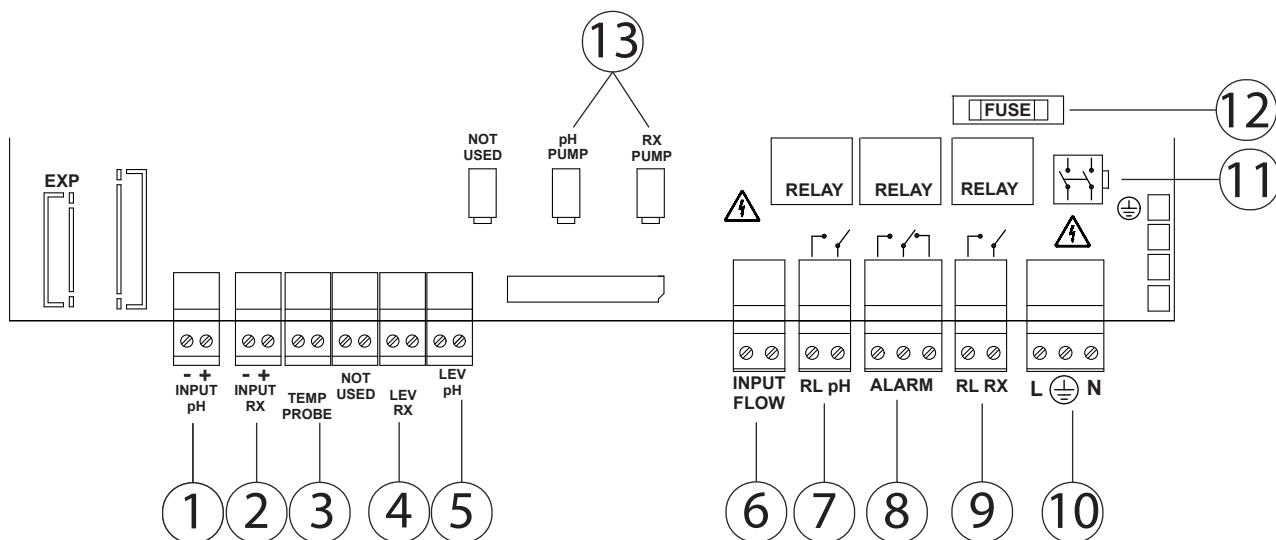 13
FUSE
12
NOT
USED
pH
PUMP
RX
PUMP
EXP
RELAY
RELAY
RELAY
11
- +
INPUT
pH
- +
INPUT
RX
TEMP
PROBE
NOT
USED
LEV
RX
LEV
pH
INPUT
FLOW
RL pH
ALARM
RL RX
L N
1
2
3
4
5
6
7
8
9
10